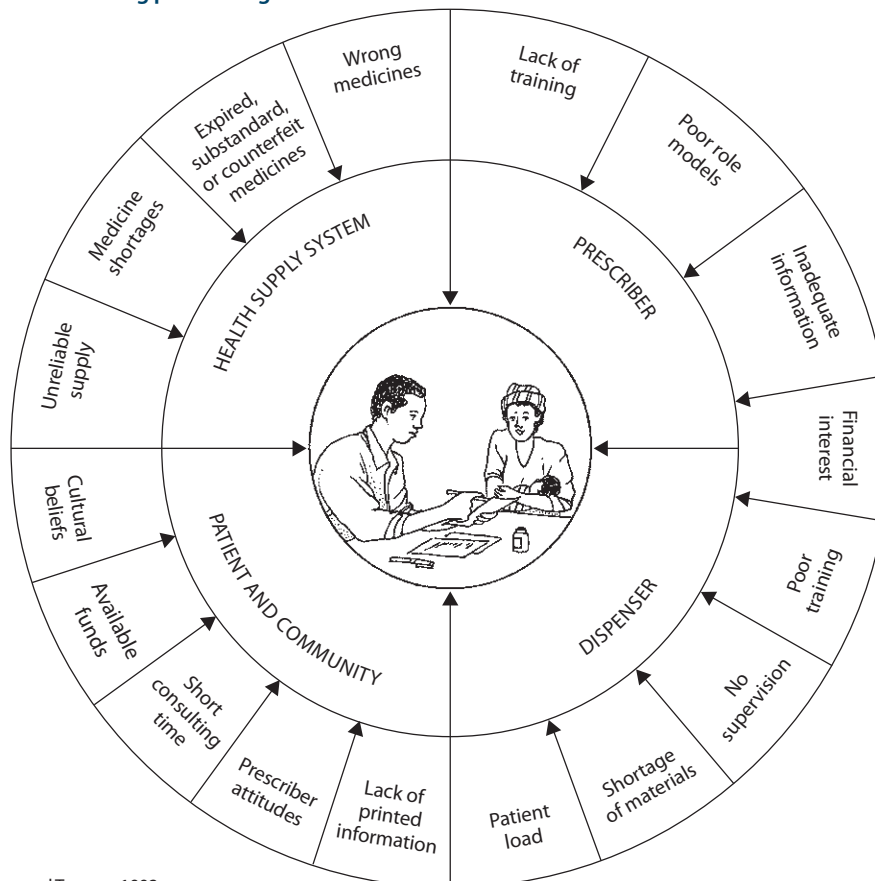 Wrong
medicines
Lack of
training
Poor role
models
Inadequate
information
Financial
interest
Poor
training
No
supervision
Shortage
of materials
Patient
load
Lack of
printed
information
Prescriber
attitudes
Short
consulting
time
Available
funds
Cultural
beliefs
Unreliable
supply
Medicine
shortages
Expired,
substandard,
or counterfeit
medicines
HEALTH SUPPLY SYSTEM
PRESCRIBER
DISPENSER
PATIENT AND COMMUNITY